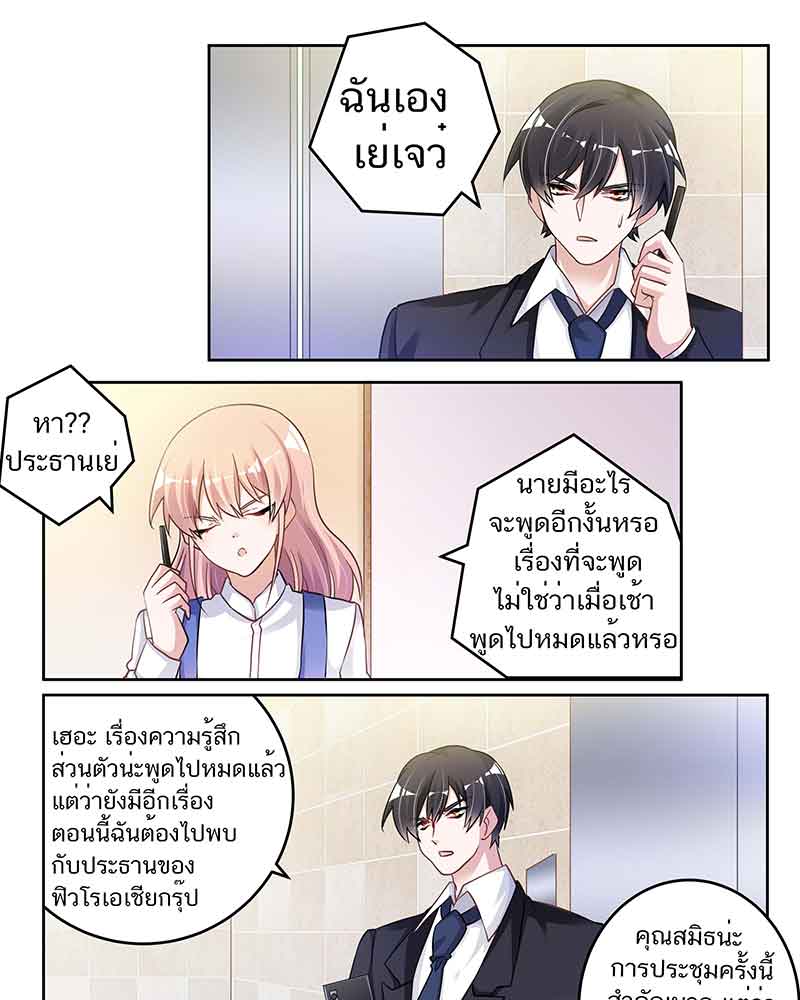 ฉันเอง
เย่เจว๋
หา??
ประธานเย่
นายมีอะไร
จะพูดอีกงั้นหรอ
เรื่องที่จะพูด
ไม่ใช่ว่าเมื่อเช้า
พูดไปหมดแล้วหรอ
เฮอะ เรื่องความรู้สึก
ส่วนตัวน่ะพูดไปหมดแล้ว
แต่ว่ายังมีอีกเรื่อง
ตอนนี้ฉันต้องไปพบ
กับประธานของ
ฟิวโรเอเชียกรุ๊ป
คุณสมิธน่ะ
การประชุมครั้งนี้